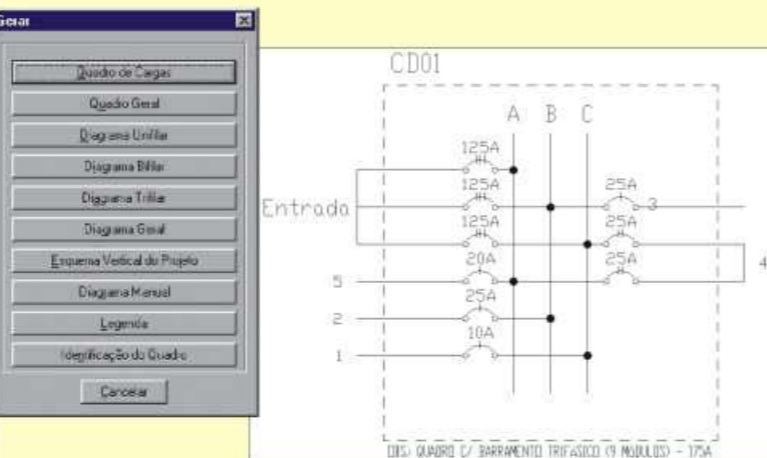 Gerar
Quadro de Cargas
Quadro Geral
Diagrama Unifilar
Diagrama Bifilar
Diagrama Trifilar
Diagrama Geral
Esquema Vertical do Projeto
Diagrama Manual
Legenda
Identificação do Quadro
Cancelar
CD01
A B C
125A
125A 25A
Entrada 3
125A 25A
20A 25A 4
5
25A
2
10A
1
QUADRO C/ BARRAMENTO TRIFASICO (9 MODULOS) - 175A